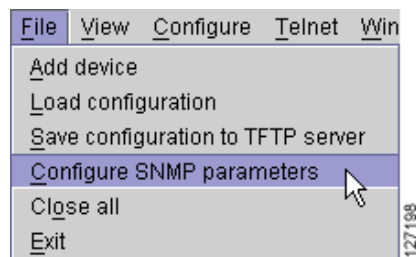 File View Configure Telnet Win
Add device
Load configuration
Save configuration to TFTP server
Configure SNMP parameters
Close all
Exit
127198